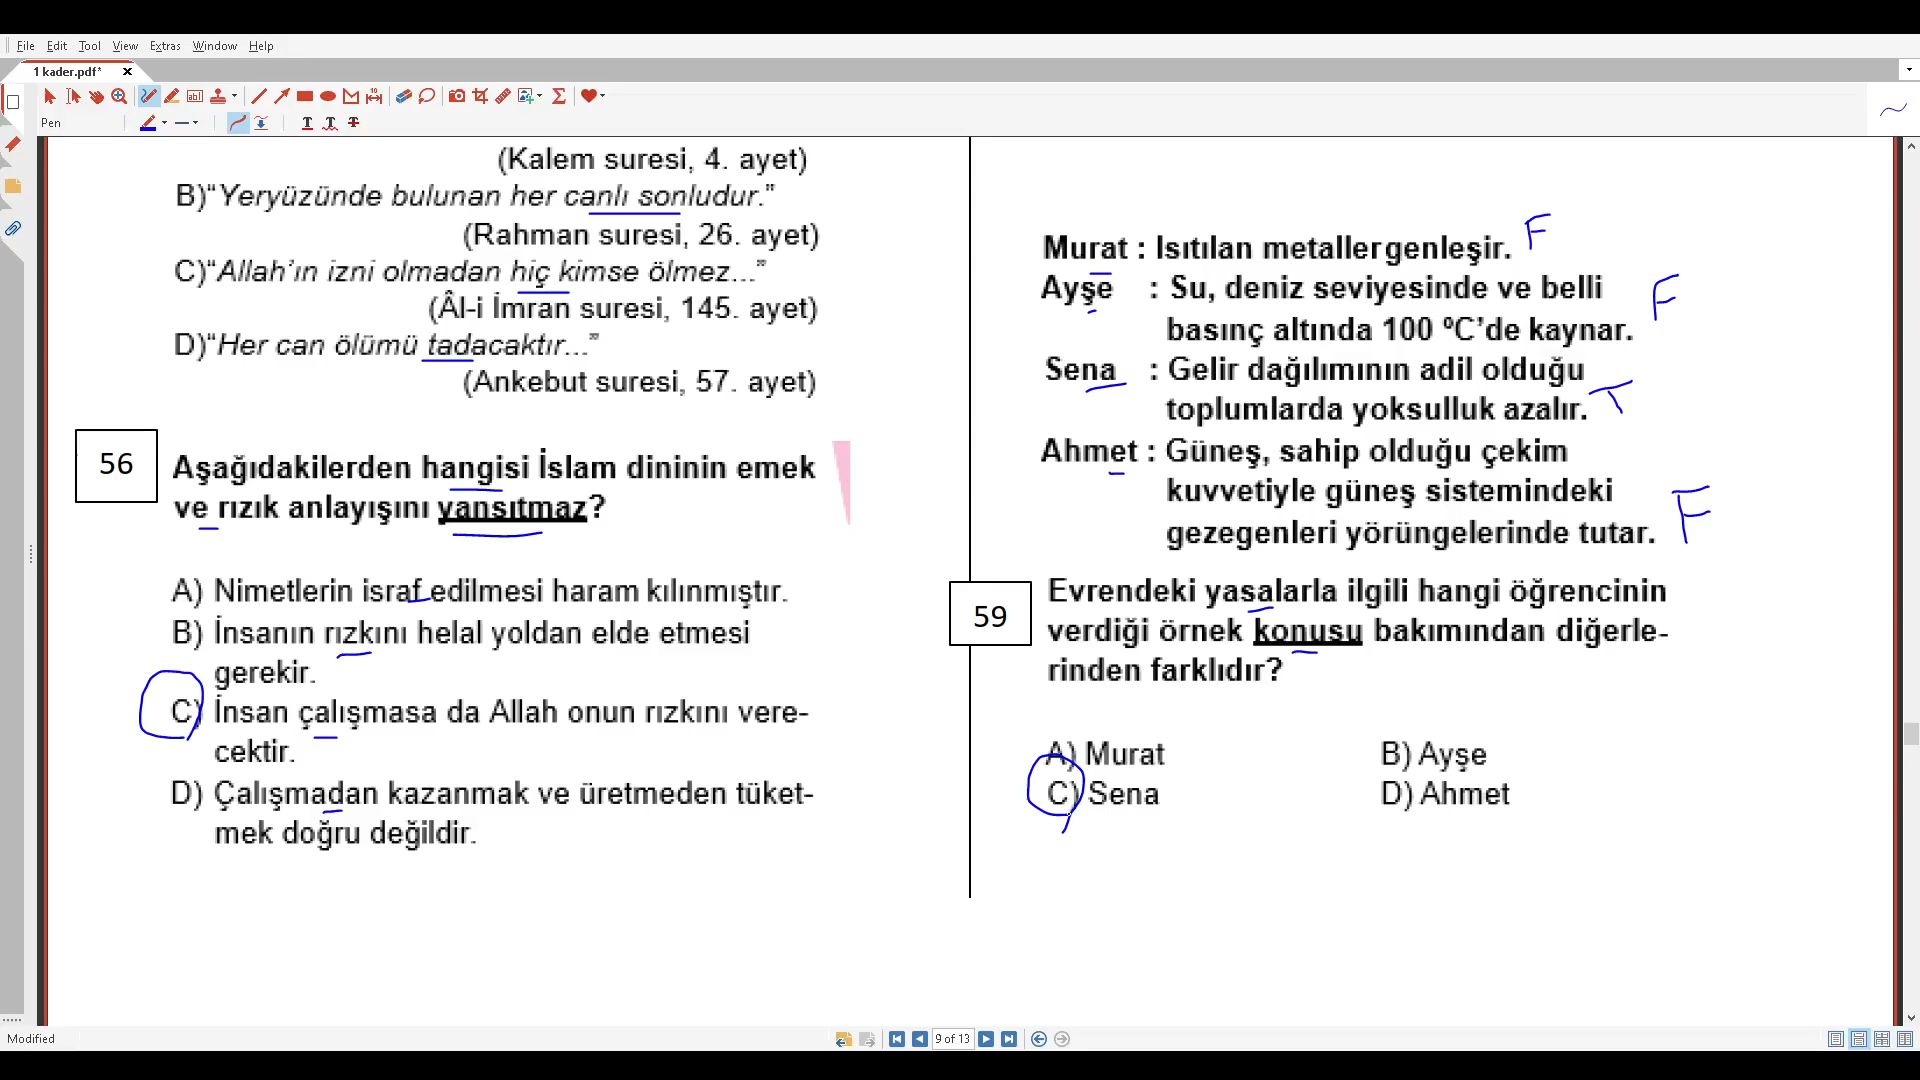 File Edit Tool View Extras Window Help
1 kader.pdf*
Pen
(Kalem suresi, 4. ayet)
B)“Yeryüzünde bulunan her canlı sonludur.”
(Rahman suresi, 26. ayet)
C)“Allah’ın izni olmadan hiç kimse ölmez...”
(Âl-i İmran suresi, 145. ayet)
D)“Her can ölümü tadacaktır...”
(Ankebut suresi, 57. ayet)
56
Aşağıdakilerden hangisi İslam dininin emek
ve rızık anlayışını yansıtmaz?
A) Nimetlerin israf edilmesi haram kılınmıştır.
B) İnsanın rızkını helal yoldan elde etmesi
gerekir.
C) İnsan çalışmasa da Allah onun rızkını vere-
cektir.
D) Çalışmadan kazanmak ve üretmeden tüket-
mek doğru değildir.
Murat : Isıtılan metaller genleşir. F
Ayşe : Su, deniz seviyesinde ve belli
basınç altında 100 ºC’de kaynar. F
Sena : Gelir dağılımının adil olduğu
toplumlarda yoksulluk azalır. T
Ahmet : Güneş, sahip olduğu çekim
kuvvetiyle güneş sistemindeki
gezegenleri yörüngelerinde tutar. F
59
Evrendeki yasalarla ilgili hangi öğrencinin
verdiği örnek konusu bakımından diğerle-
rinden farklıdır?
A) Murat B) Ayşe
C) Sena D) Ahmet
Modified
9 of 13